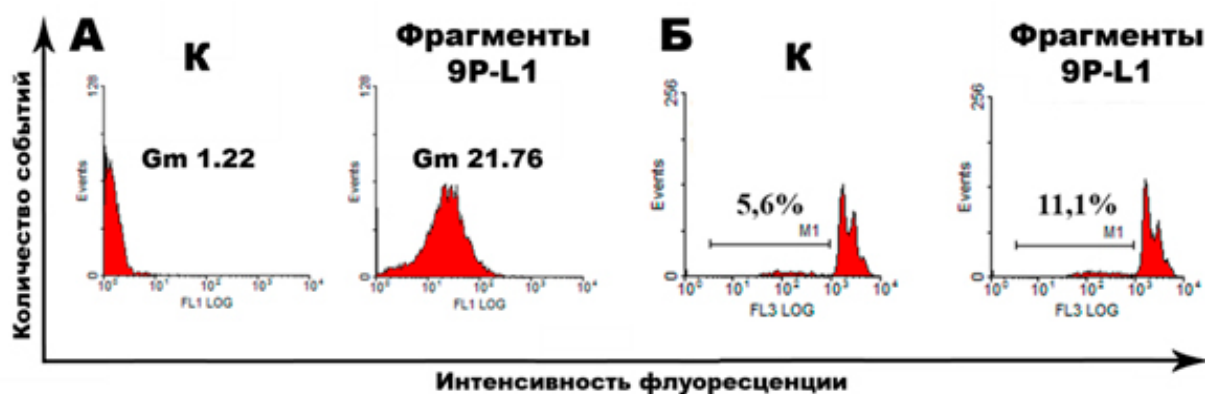 А
К
Фрагменты
9P-L1
Б
К
Фрагменты
9P-L1
Количество событий
128
Events
0
Gm 1.22
10⁰ 10¹ 10² 10³ 10⁴
FL1 LOG
128
Events
0
Gm 21.76
10⁰ 10¹ 10² 10³ 10⁴
FL1 LOG
256
Events
0
5,6%
M1
10⁰ 10¹ 10² 10³ 10⁴
FL3 LOG
256
Events
0
11,1%
M1
10⁰ 10¹ 10² 10³ 10⁴
FL3 LOG
Интенсивность флуоресценции